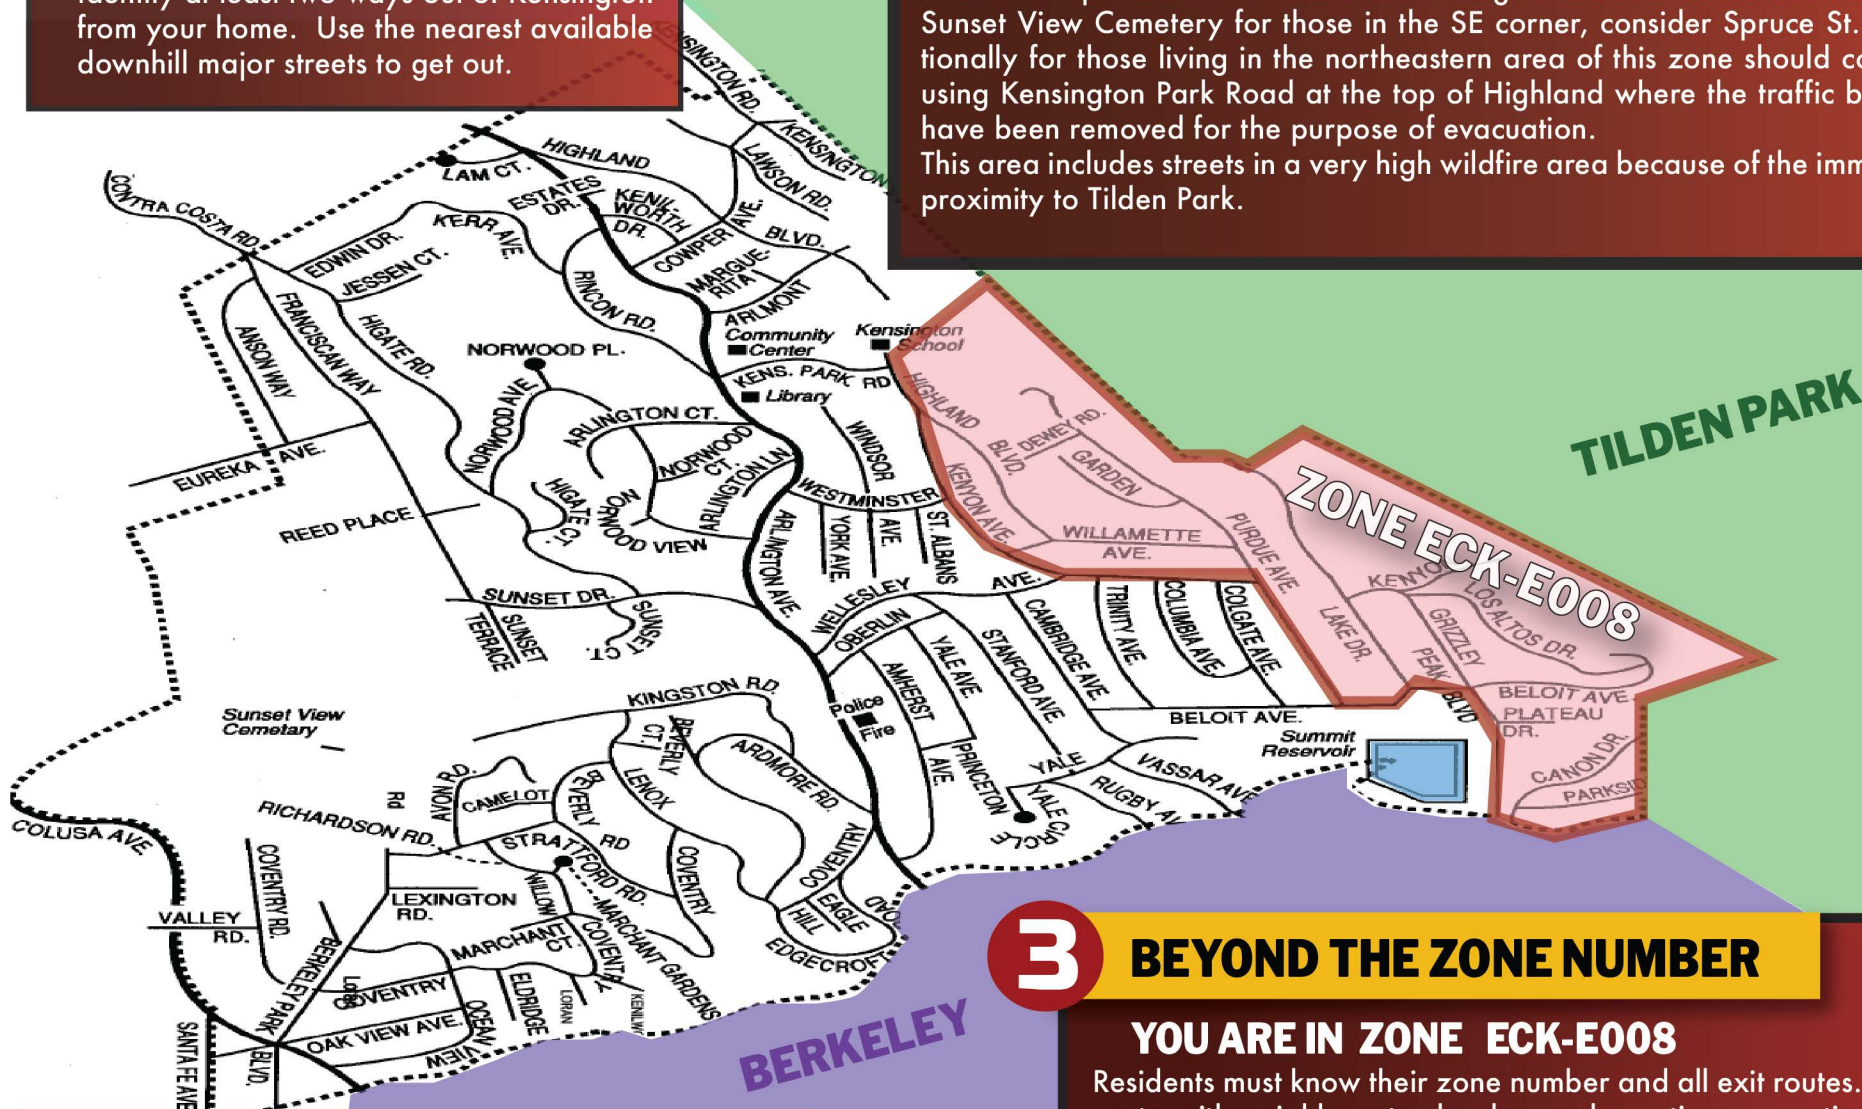 from your home. Use the nearest available
downhill major streets to get out.
Sunset View Cemetery for those in the SE corner, consider Spruce St.
tionally for those living in the northeastern area of this zone should
using Kensington Park Road at the top of Highland where the traffic
have been removed for the purpose of evacuation.
This area includes streets in a very high wildfire area because of the
proximity to Tilden Park.
KENSINGTON RD.
KENSINGTON
LAWSON RD.
HIGHLAND
BLVD.
LAM CT.
ESTATES
DR.
KENIL-
WORTH
DR.
COWPER AVE.
MARGUE-
RITA
ARLMONT
CONTRA COSTA RD.
EDWIN DR.
KERR AVE.
JESSEN CT.
RINCON RD.
FRANCISCAN WAY
ANSON WAY
HIGATE RD.
Community
Center
Kensington
School
NORWOOD PL.
KENS. PARK RD
Library
NORWOOD AVE.
ARLINGTON CT.
NORWOOD
CT.
ARLINGTON LN
WINDSOR
AVE.
HIGHLAND
BLVD.
DEWEY RD.
GARDEN
KENYON AVE.
EUREKA AVE.
HIGATE CT.
REED PLACE
WESTMINSTER
ARLINGTON AVE.
YORK AVE.
ST. ALBANS
WILLAMETTE
AVE.
PURDUE AVE.
TILDEN PARK
ZONE ECK-E008
LOS ALTOS DR.
GRIZZLEY
PEAK BLVD
LAKE DR.
WELLESLEY AVE.
OBERLIN
TRINITY AVE.
COLUMBIA AVE.
COLGATE AVE.
CAMBRIDGE AVE.
STANFORD AVE.
YALE AVE.
AMHERST
AVE.
SUNSET DR.
SUNSET
TERRACE
SUNSET CT.
KINGSTON RD.
Police
Fire
BELOIT AVE.
BELOIT AVE.
PLATEAU
DR.
CANON DR.
Summit
Reservoir
Sunset View
Cemetary
BEVERLY
CT.
ARDMORE RD.
LENOX
PRINCETON
YALE
YALE CIRCLE
VASSAR AVE
RUGBY
NOVA RD.
CAMELOT
BEVERLY
RD
Rd
RICHARDSON RD.
STRATTFORD RD.
COVENTRY
COVENTRY
COLUSA AVE.
COVENTRY RD.
LEXINGTON
RD.
WILLOW
EAGLE
HILL
EDGECROFT
VALLEY
RD.
MARCHANT
CT.
COVENTRY
MARCHANT GARDENS
BERKELEY PARK
BLVD.
COVENTRY
ELDRIDGE
LORAN
OAK VIEW AVE.
OCEAN
VIEW
SANTA FE AVE
BERKELEY
3
BEYOND THE ZONE NUMBER
YOU ARE IN ZONE ECK-E008
Residents must know their zone number and all exit routes.